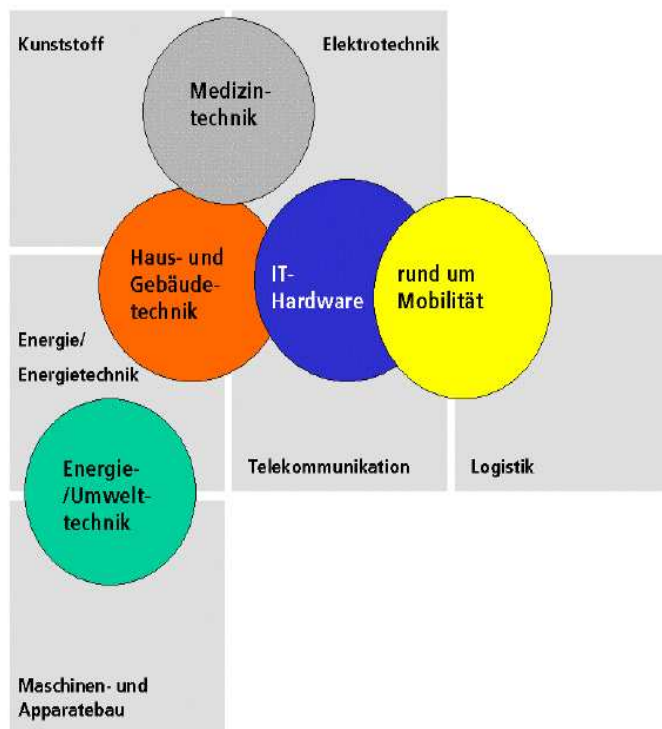 Kunststoff
Elektrotechnik
Medizin-
technik
Haus- und
Gebäude-
technik
IT-
Hardware
rund um
Mobilität
Energie/
Energietechnik
Telekommunikation
Logistik
Energie-
/Umwelt-
technik
Maschinen- und
Apparatebau